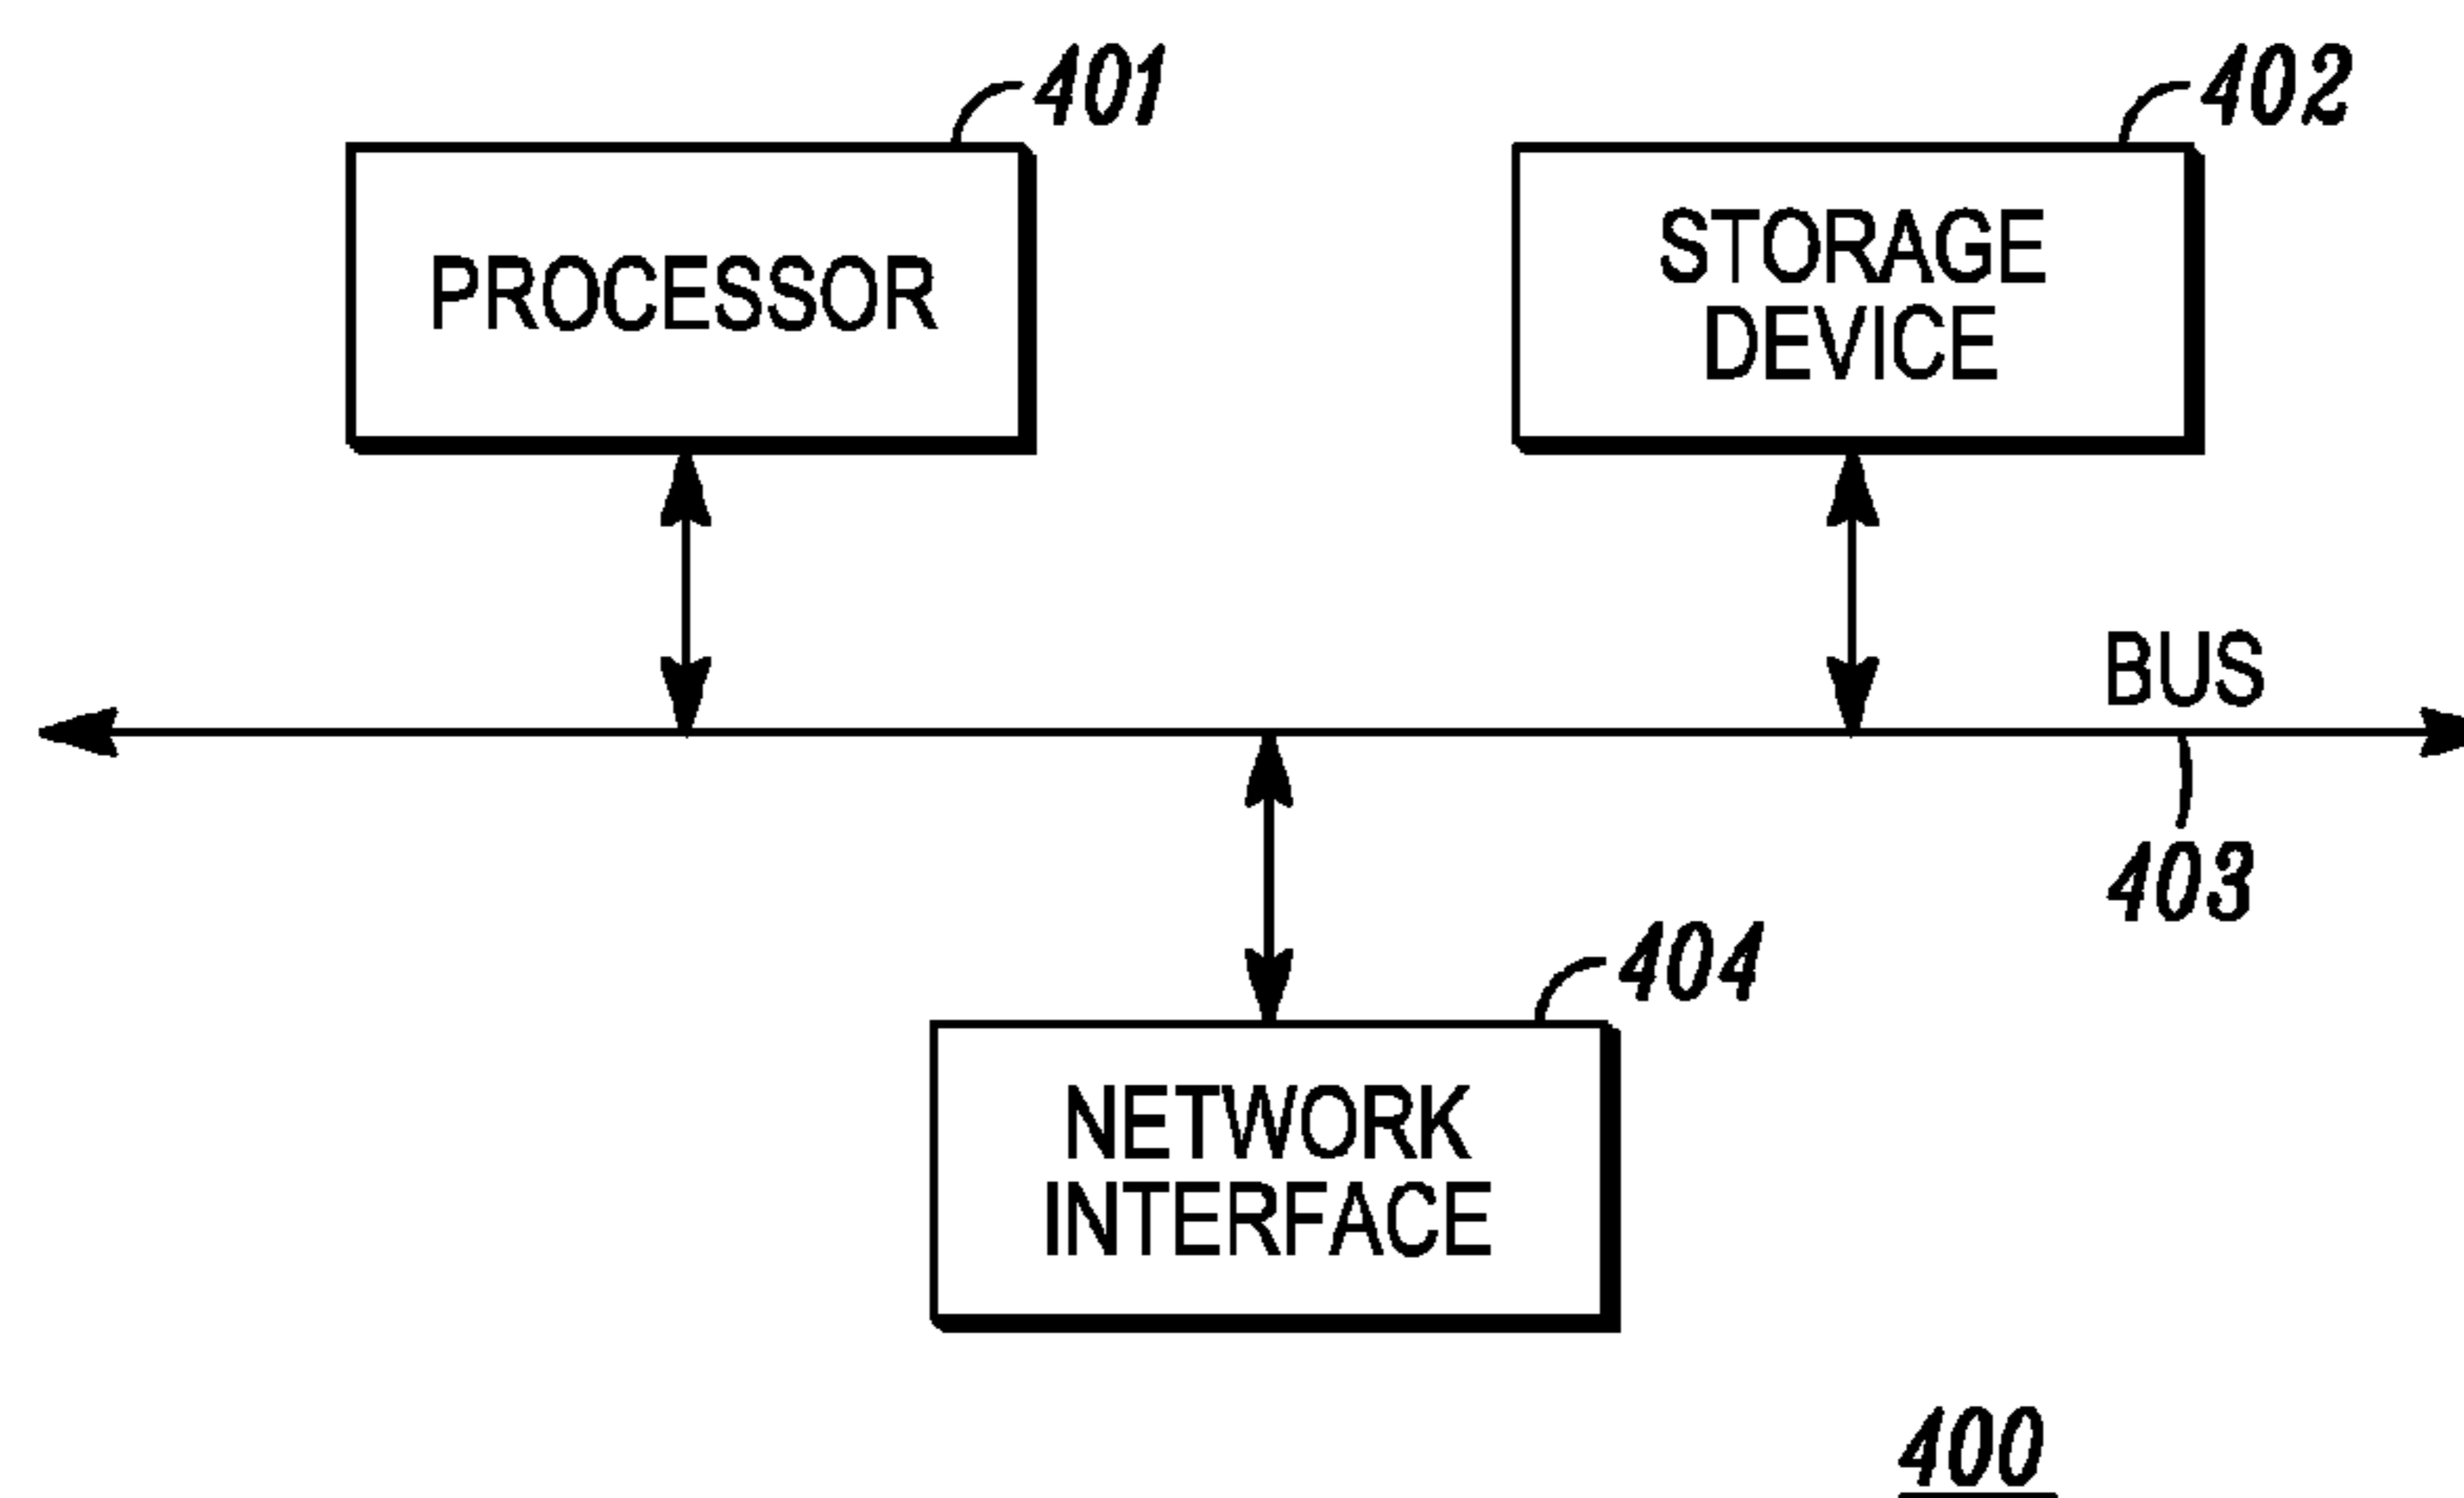 401
402
PROCESSOR
STORAGE
DEVICE
BUS
403
404
NETWORK
INTERFACE
400